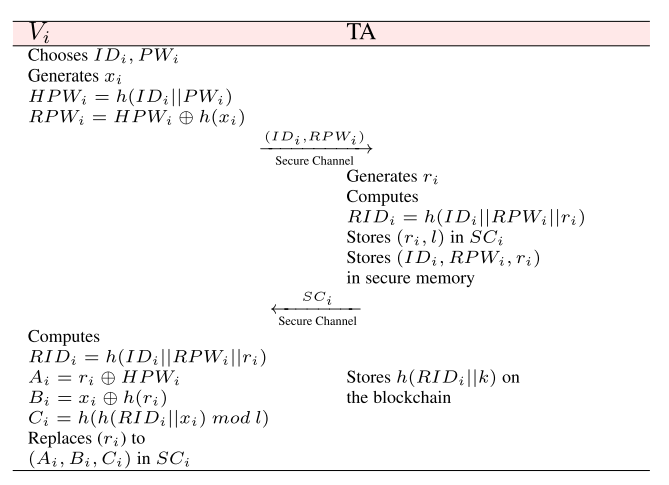 V_i TA
Chooses ID_i, PW_i
Generates x_i
HPW_i = h(ID_i||PW_i)
RPW_i = HPW_i ⊕ h(x_i)
(ID_i, RPW_i)
Secure Channel
Generates r_i
Computes
RID_i = h(ID_i||RPW_i||r_i)
Stores (r_i, l) in SC_i
Stores (ID_i, RPW_i, r_i)
in secure memory
SC_i
Secure Channel
Computes
RID_i = h(ID_i||RPW_i||r_i)
A_i = r_i ⊕ HPW_i
B_i = x_i ⊕ h(r_i)
C_i = h(h(RID_i||x_i) mod l)
Replaces (r_i) to
(A_i, B_i, C_i) in SC_i
Stores h(RID_i||k) on
the blockchain